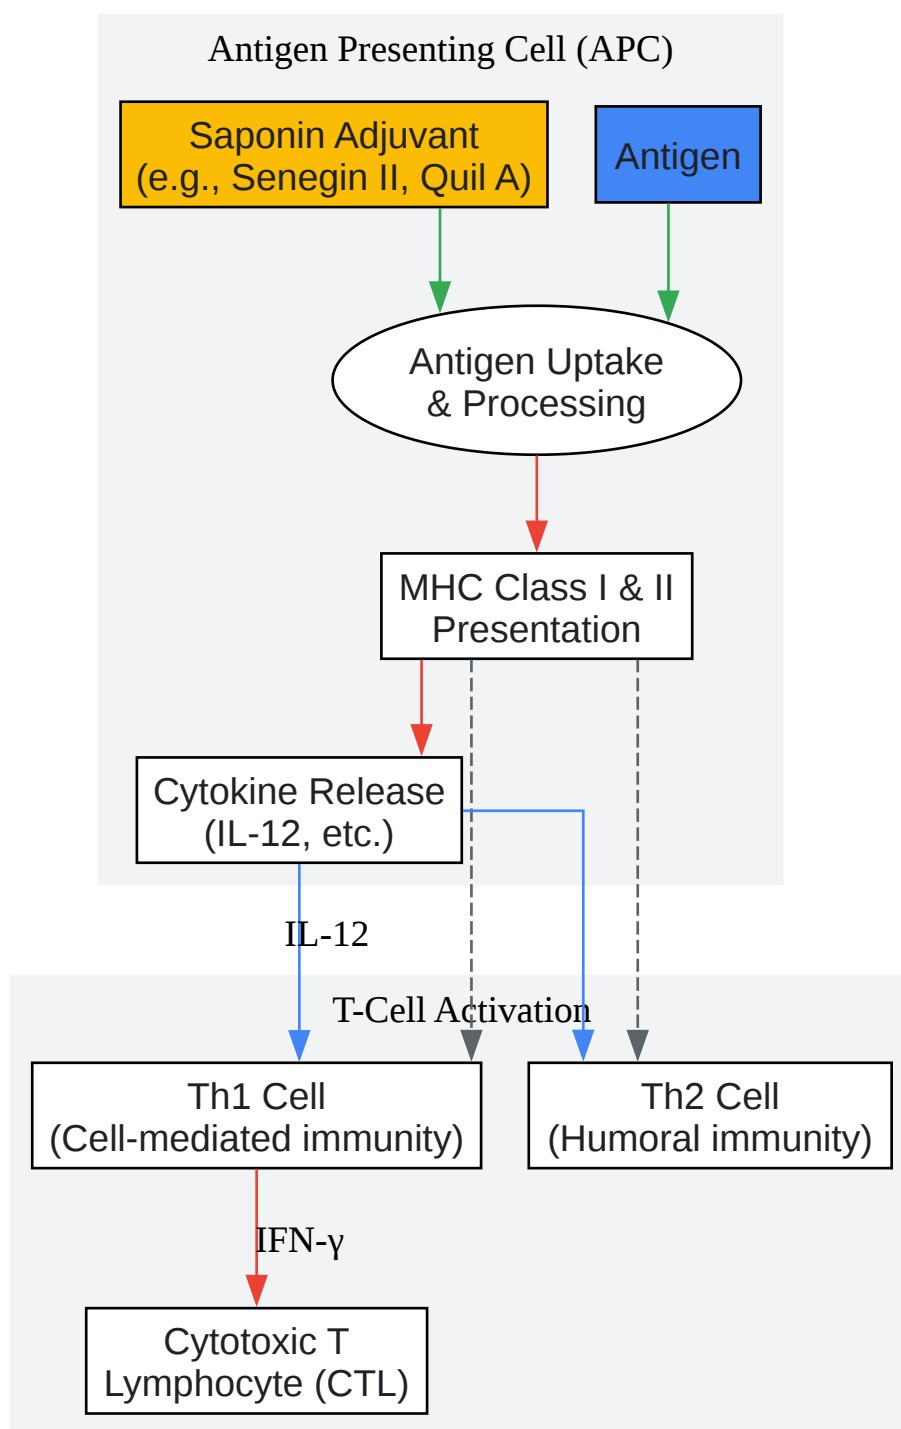 Antigen Presenting Cell (APC)
Saponin Adjuvant
(e.g., Senegin II, Quil A)
Antigen
Antigen Uptake
& Processing
MHC Class I & II
Presentation
Cytokine Release
(IL-12, etc.)
IL-12
T-Cell Activation
Th1 Cell
(Cell-mediated immunity)
Th2 Cell
(Humoral immunity)
IFN-γ
Cytotoxic T
Lymphocyte (CTL)